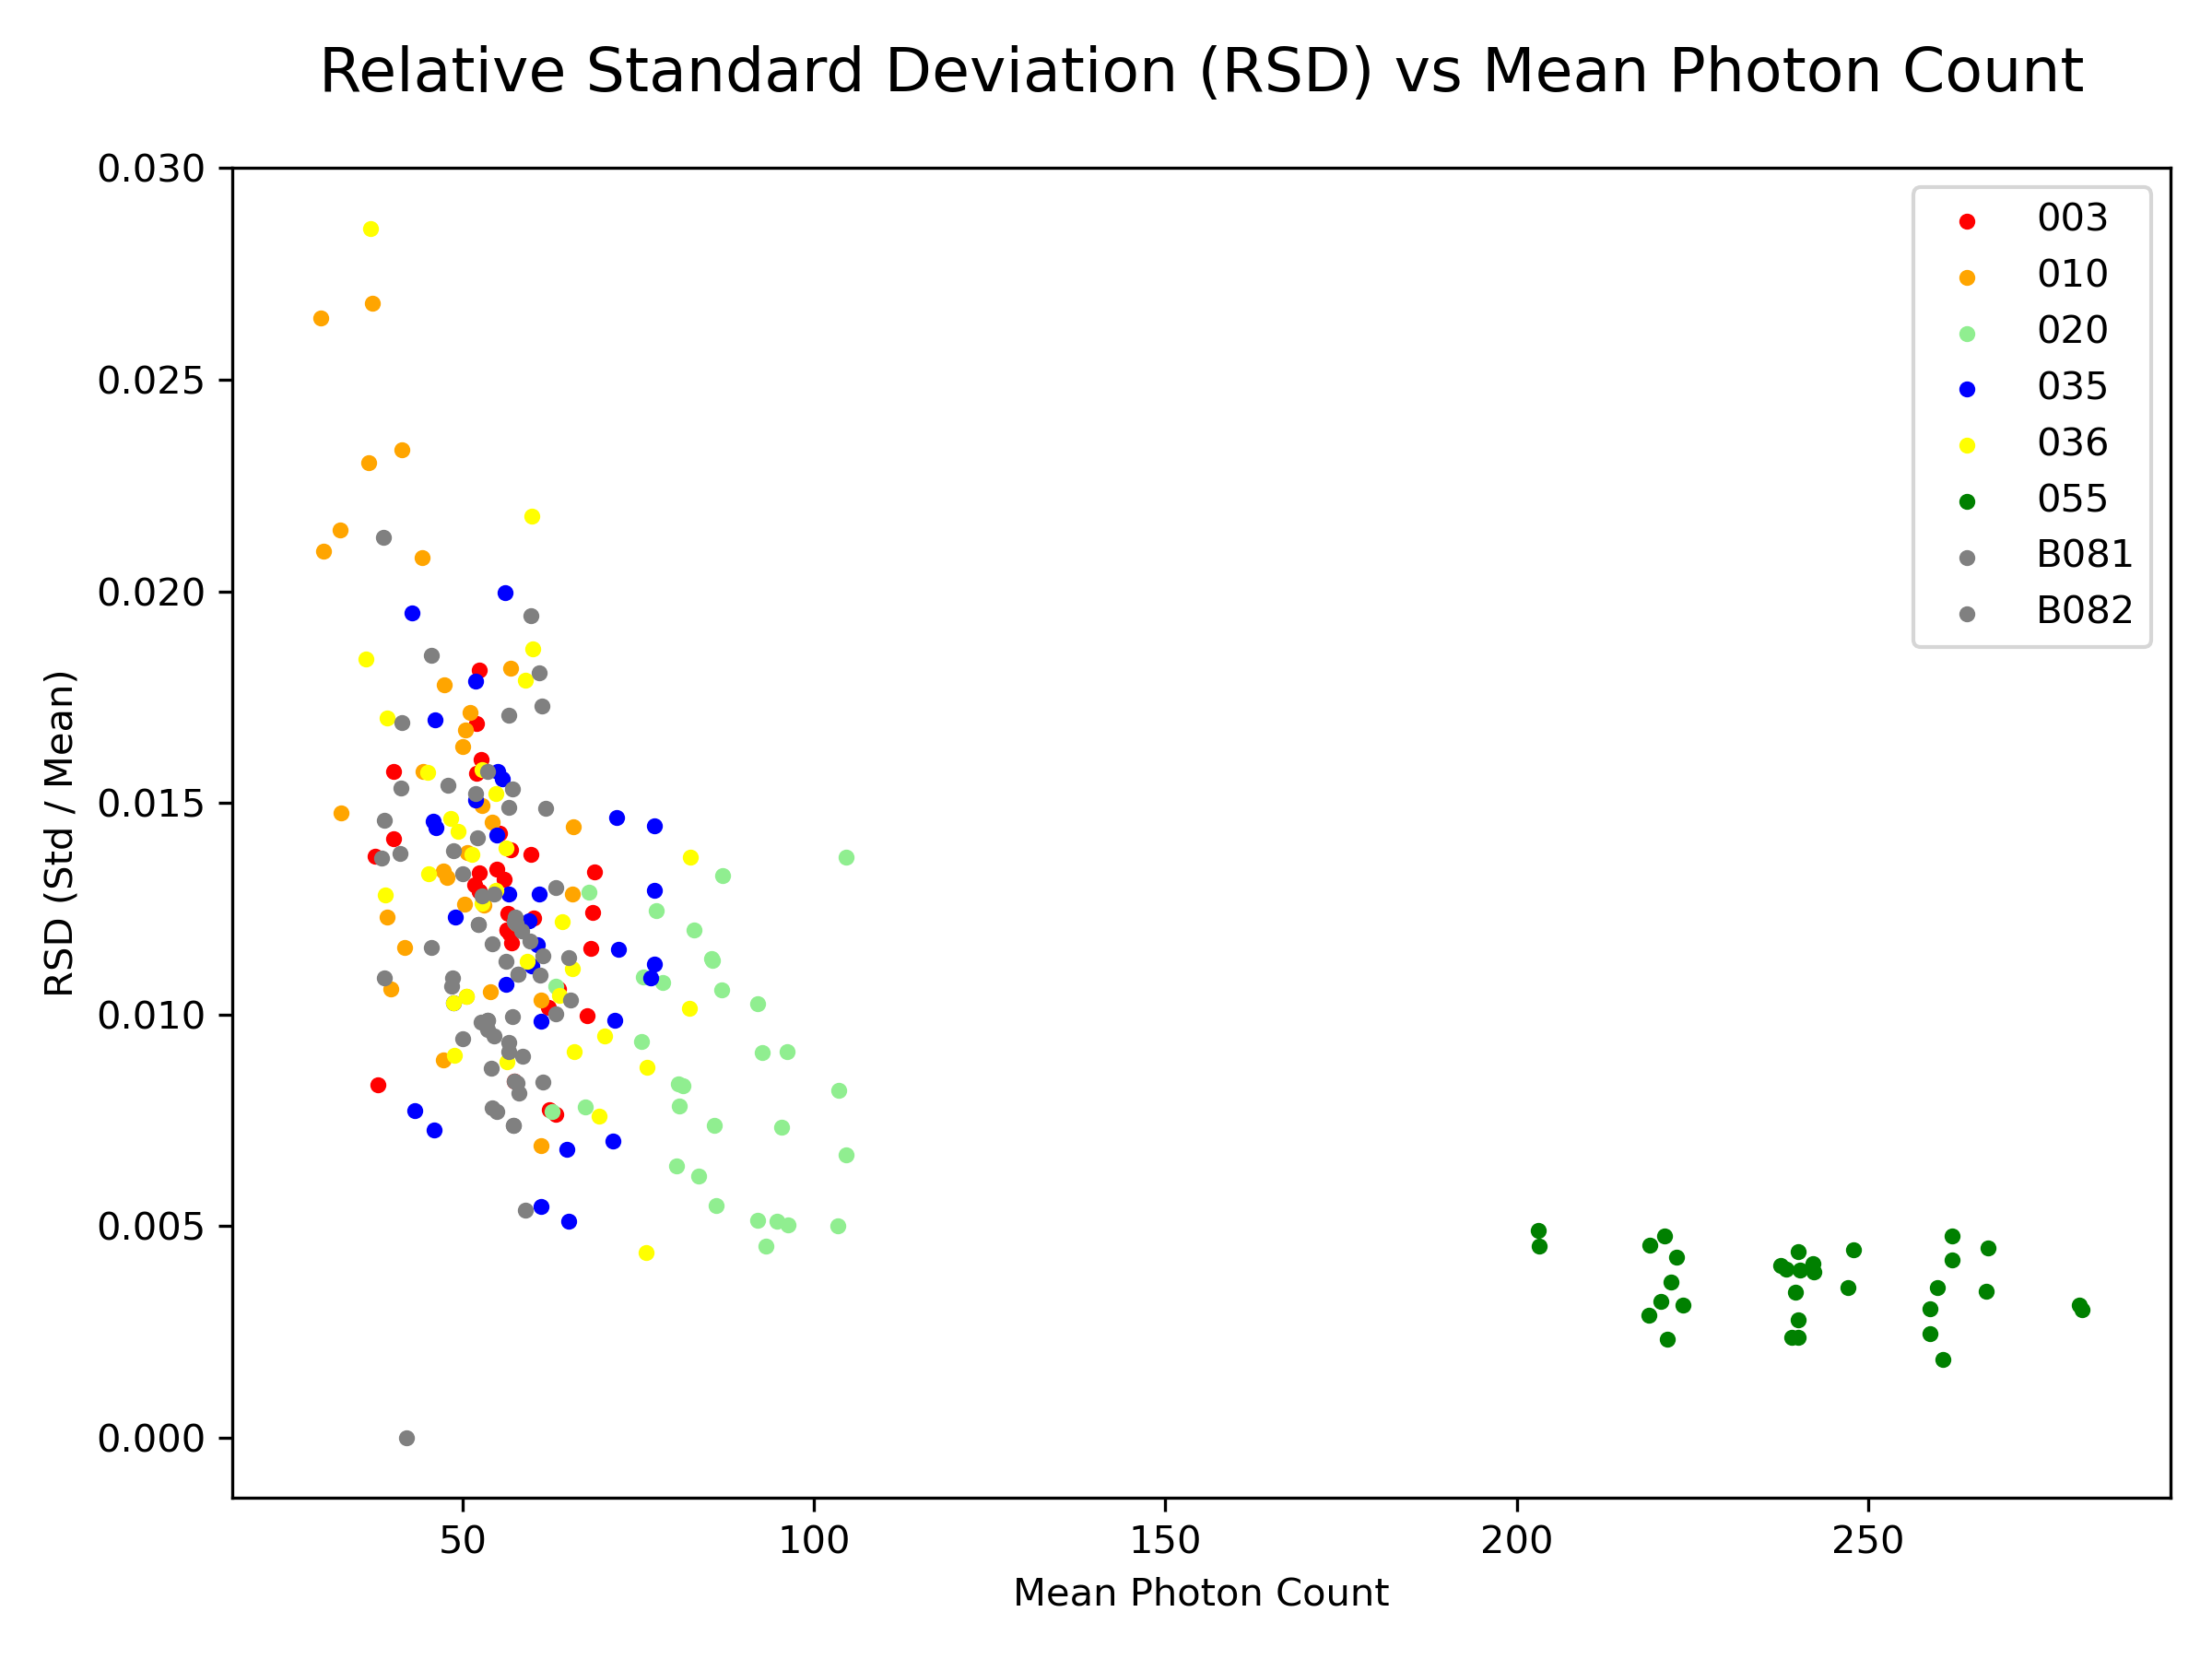 Relative Standard Deviation (RSD) vs Mean Photon Count
0.030
0.025
0.020
0.015
0.010
0.005
0.000
RSD (Std / Mean)
003
010
020
035
036
055
B081
B082
50 100 150 200 250
Mean Photon Count